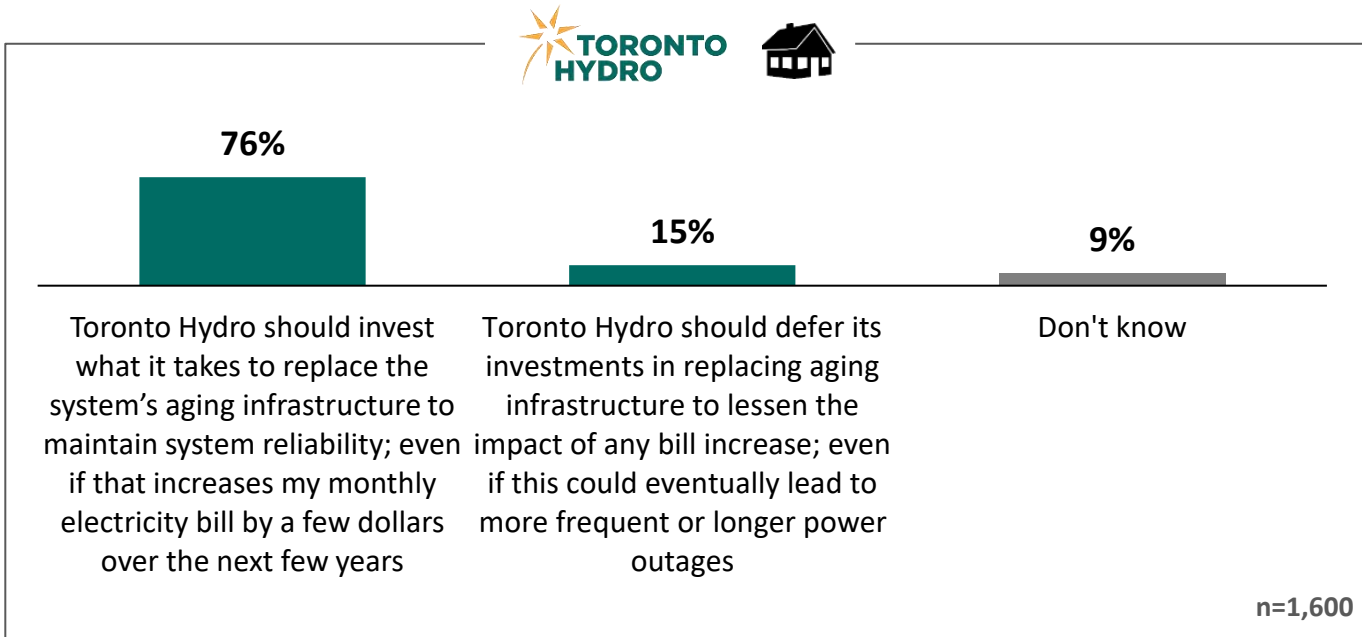 TORONTO
HYDRO
76%
15%
9%
Toronto Hydro should invest
what it takes to replace the
system’s aging infrastructure to
maintain system reliability; even
if that increases my monthly
electricity bill by a few dollars
over the next few years
Toronto Hydro should defer its
investments in replacing aging
infrastructure to lessen the
impact of any bill increase; even
if this could eventually lead to
more frequent or longer power
outages
Don't know
n=1,600